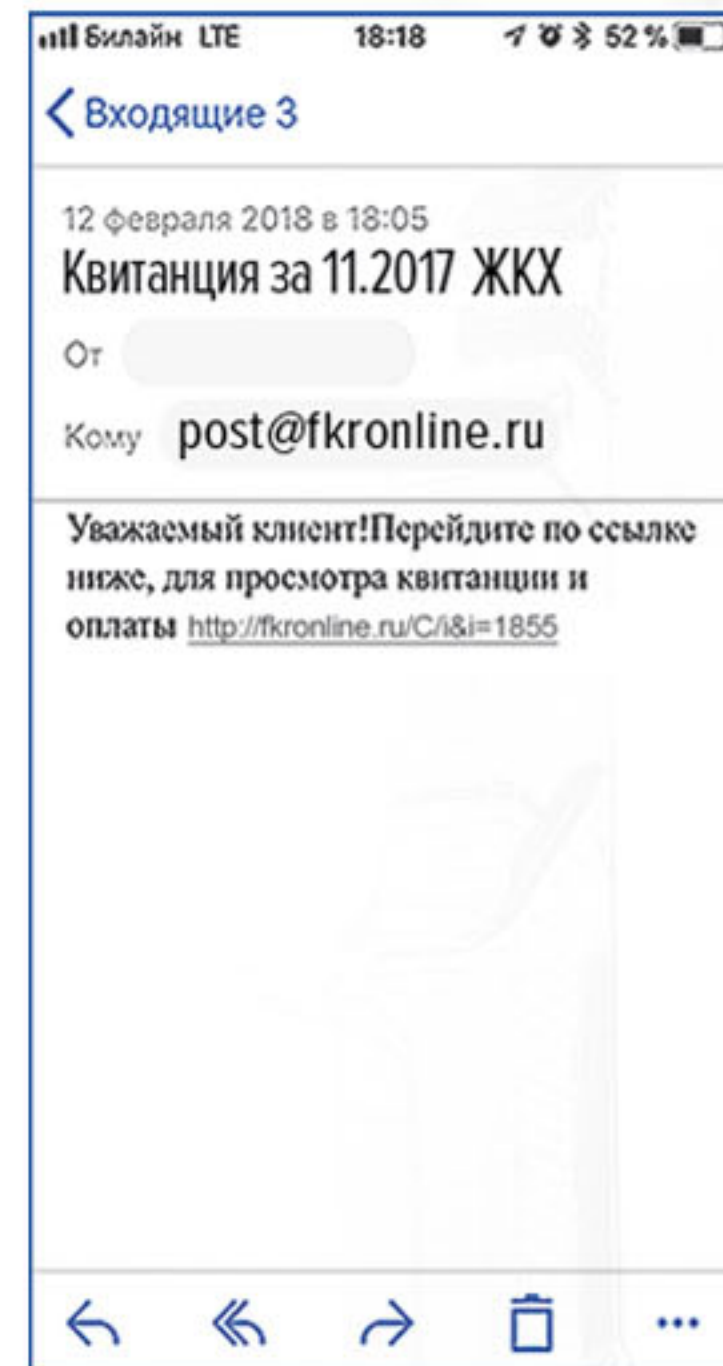 Билайн LTE 18:18 52 %
Входящие 3
12 февраля 2018 в 18:05
Квитанция за 11.2017 ЖКХ
От
Кому post@fkronline.ru
Уважаемый клиент!Перейдите по ссылке
ниже, для просмотра квитанции и
оплаты http://fkronline.ru/C/i&i=1855